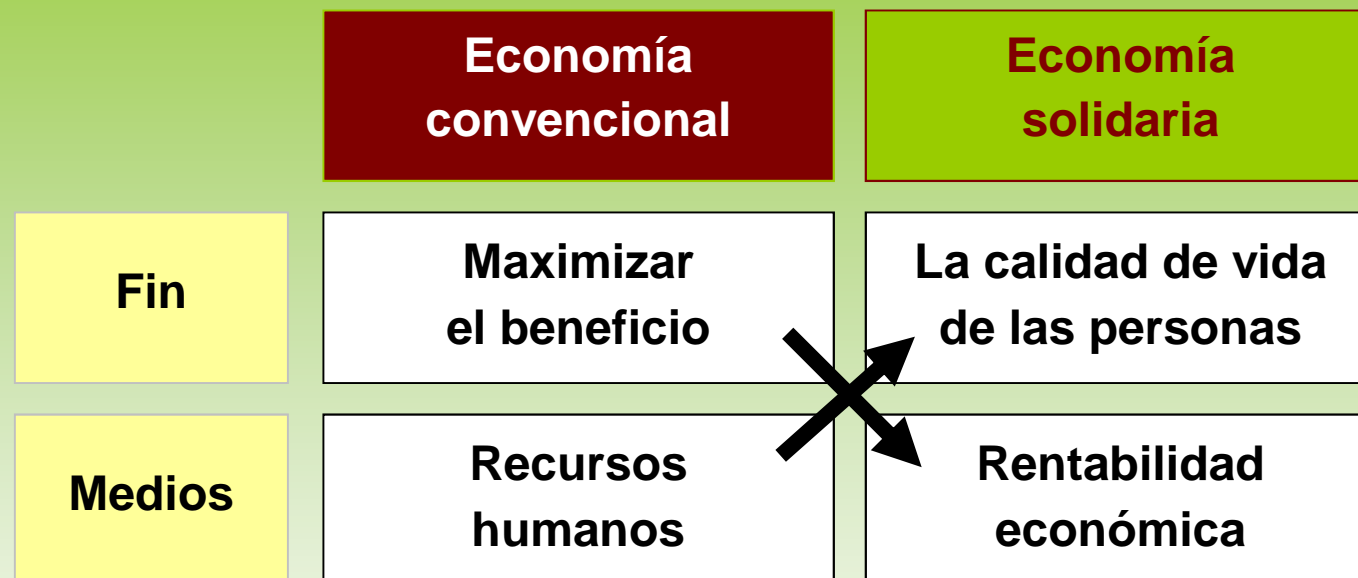 Economía
convencional
Economía
solidaria
Fin
Maximizar
el beneficio
La calidad de vida
de las personas
Medios
Recursos
humanos
Rentabilidad
económica